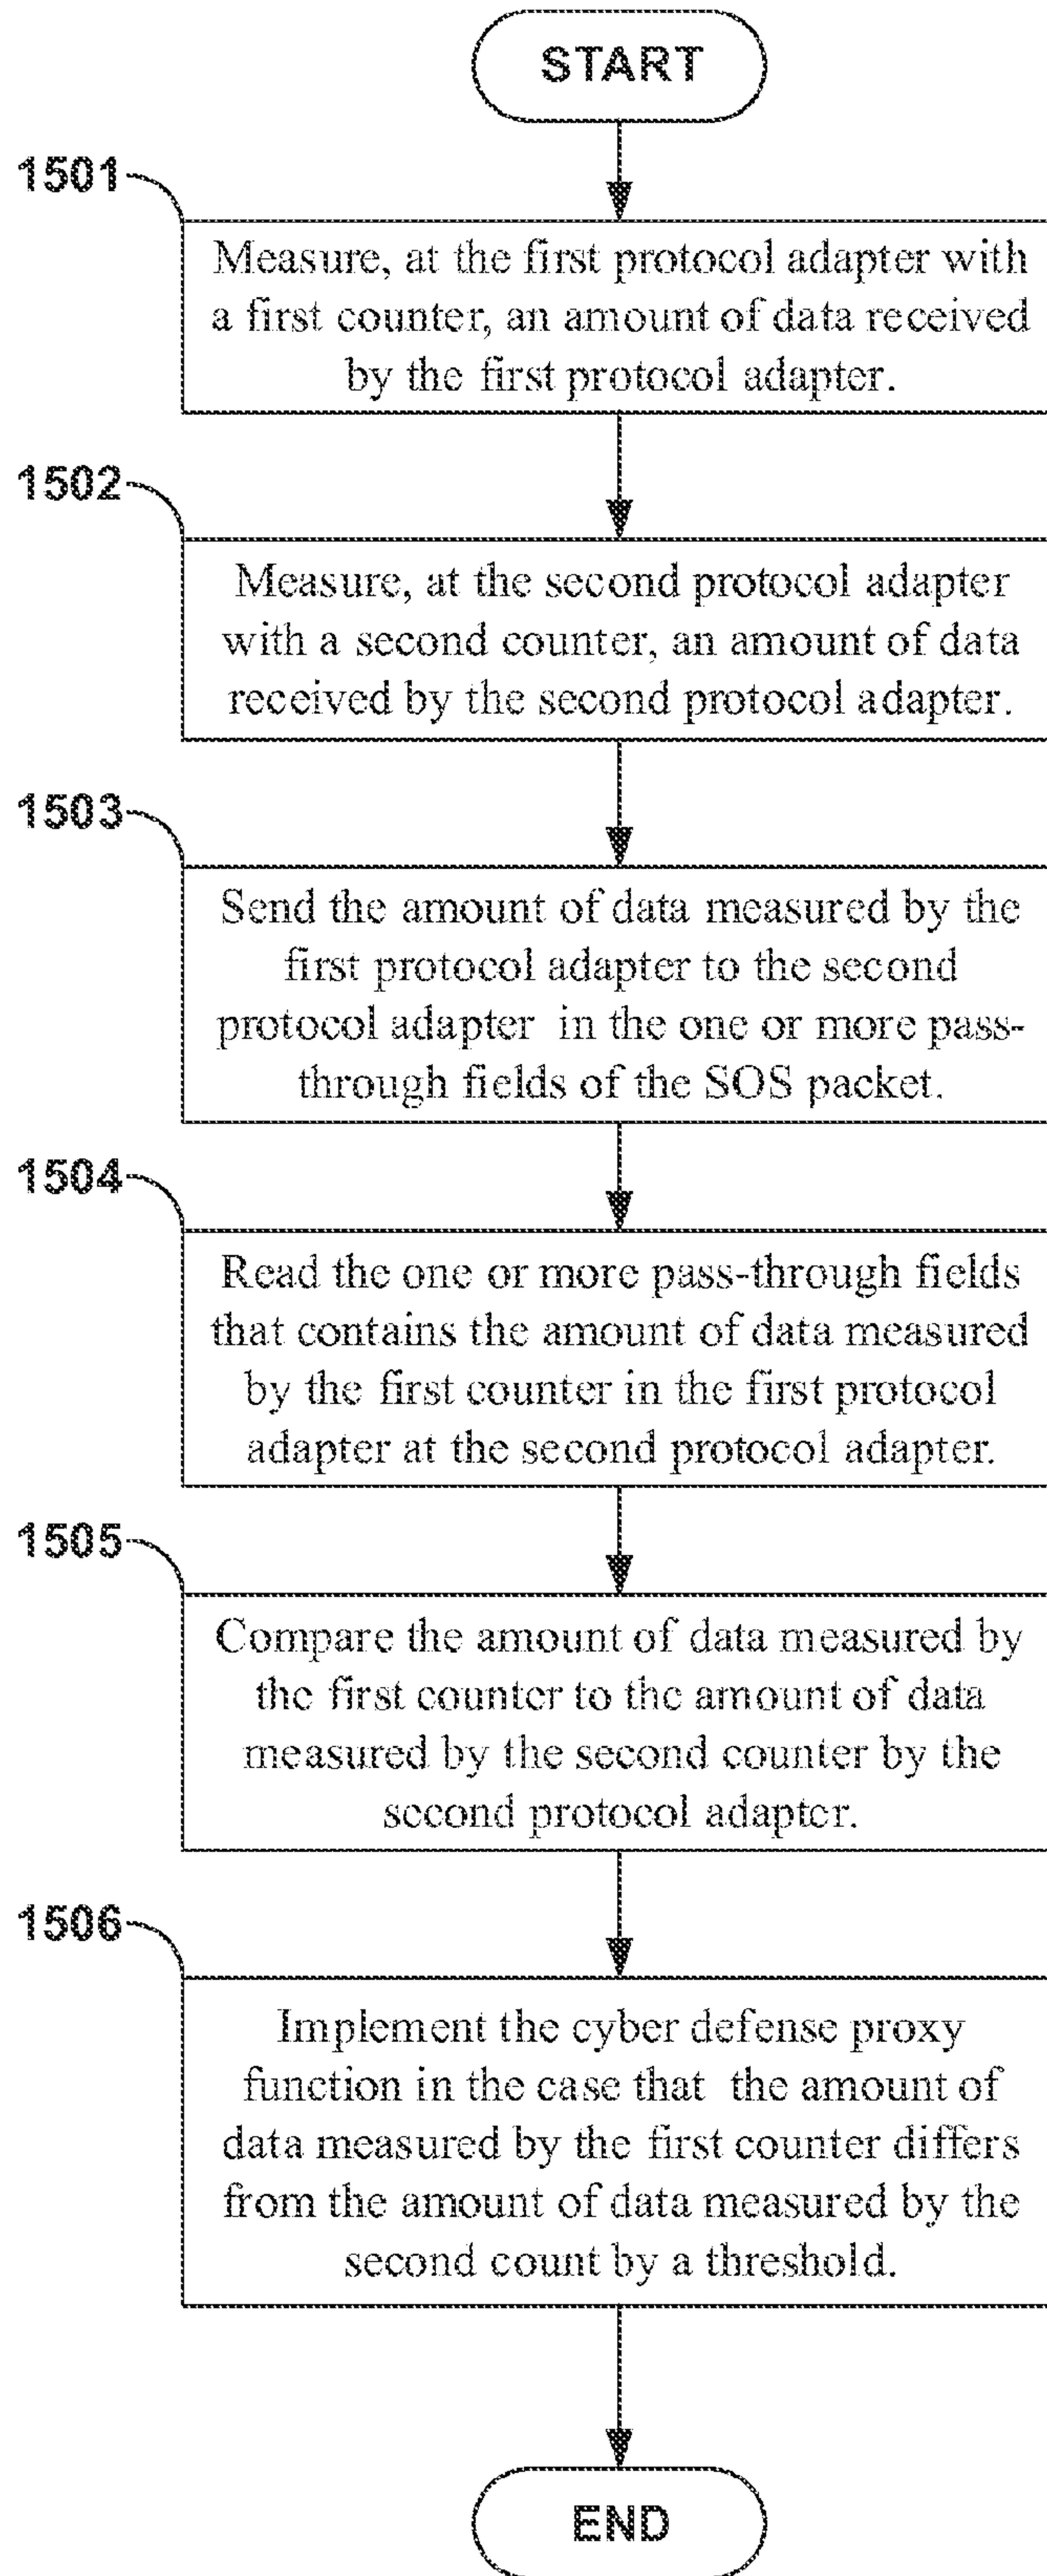 START
1501
Measure, at the first protocol adapter with
a first counter, an amount of data received
by the first protocol adapter.
1502
Measure, at the second protocol adapter
with a second counter, an amount of data
received by the second protocol adapter.
1503
Send the amount of data measured by the
first protocol adapter to the second
protocol adapter in the one or more pass-
through fields of the SOS packet.
1504
Read the one or more pass-through fields
that contains the amount of data measured
by the first counter in the first protocol
adapter at the second protocol adapter.
1505
Compare the amount of data measured by
the first counter to the amount of data
measured by the second counter by the
second protocol adapter.
1506
Implement the cyber defense proxy
function in the case that the amount of
data measured by the first counter differs
from the amount of data measured by the
second count by a threshold.
END